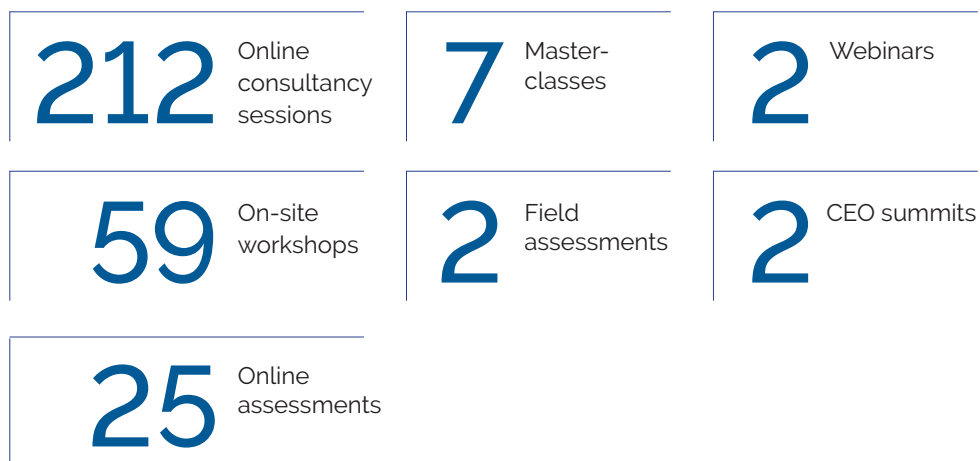 212
Online
consultancy
sessions
7
Master-
classes
2
Webinars
59
On-site
workshops
2
Field
assessments
2
CEO summits
25
Online
assessments